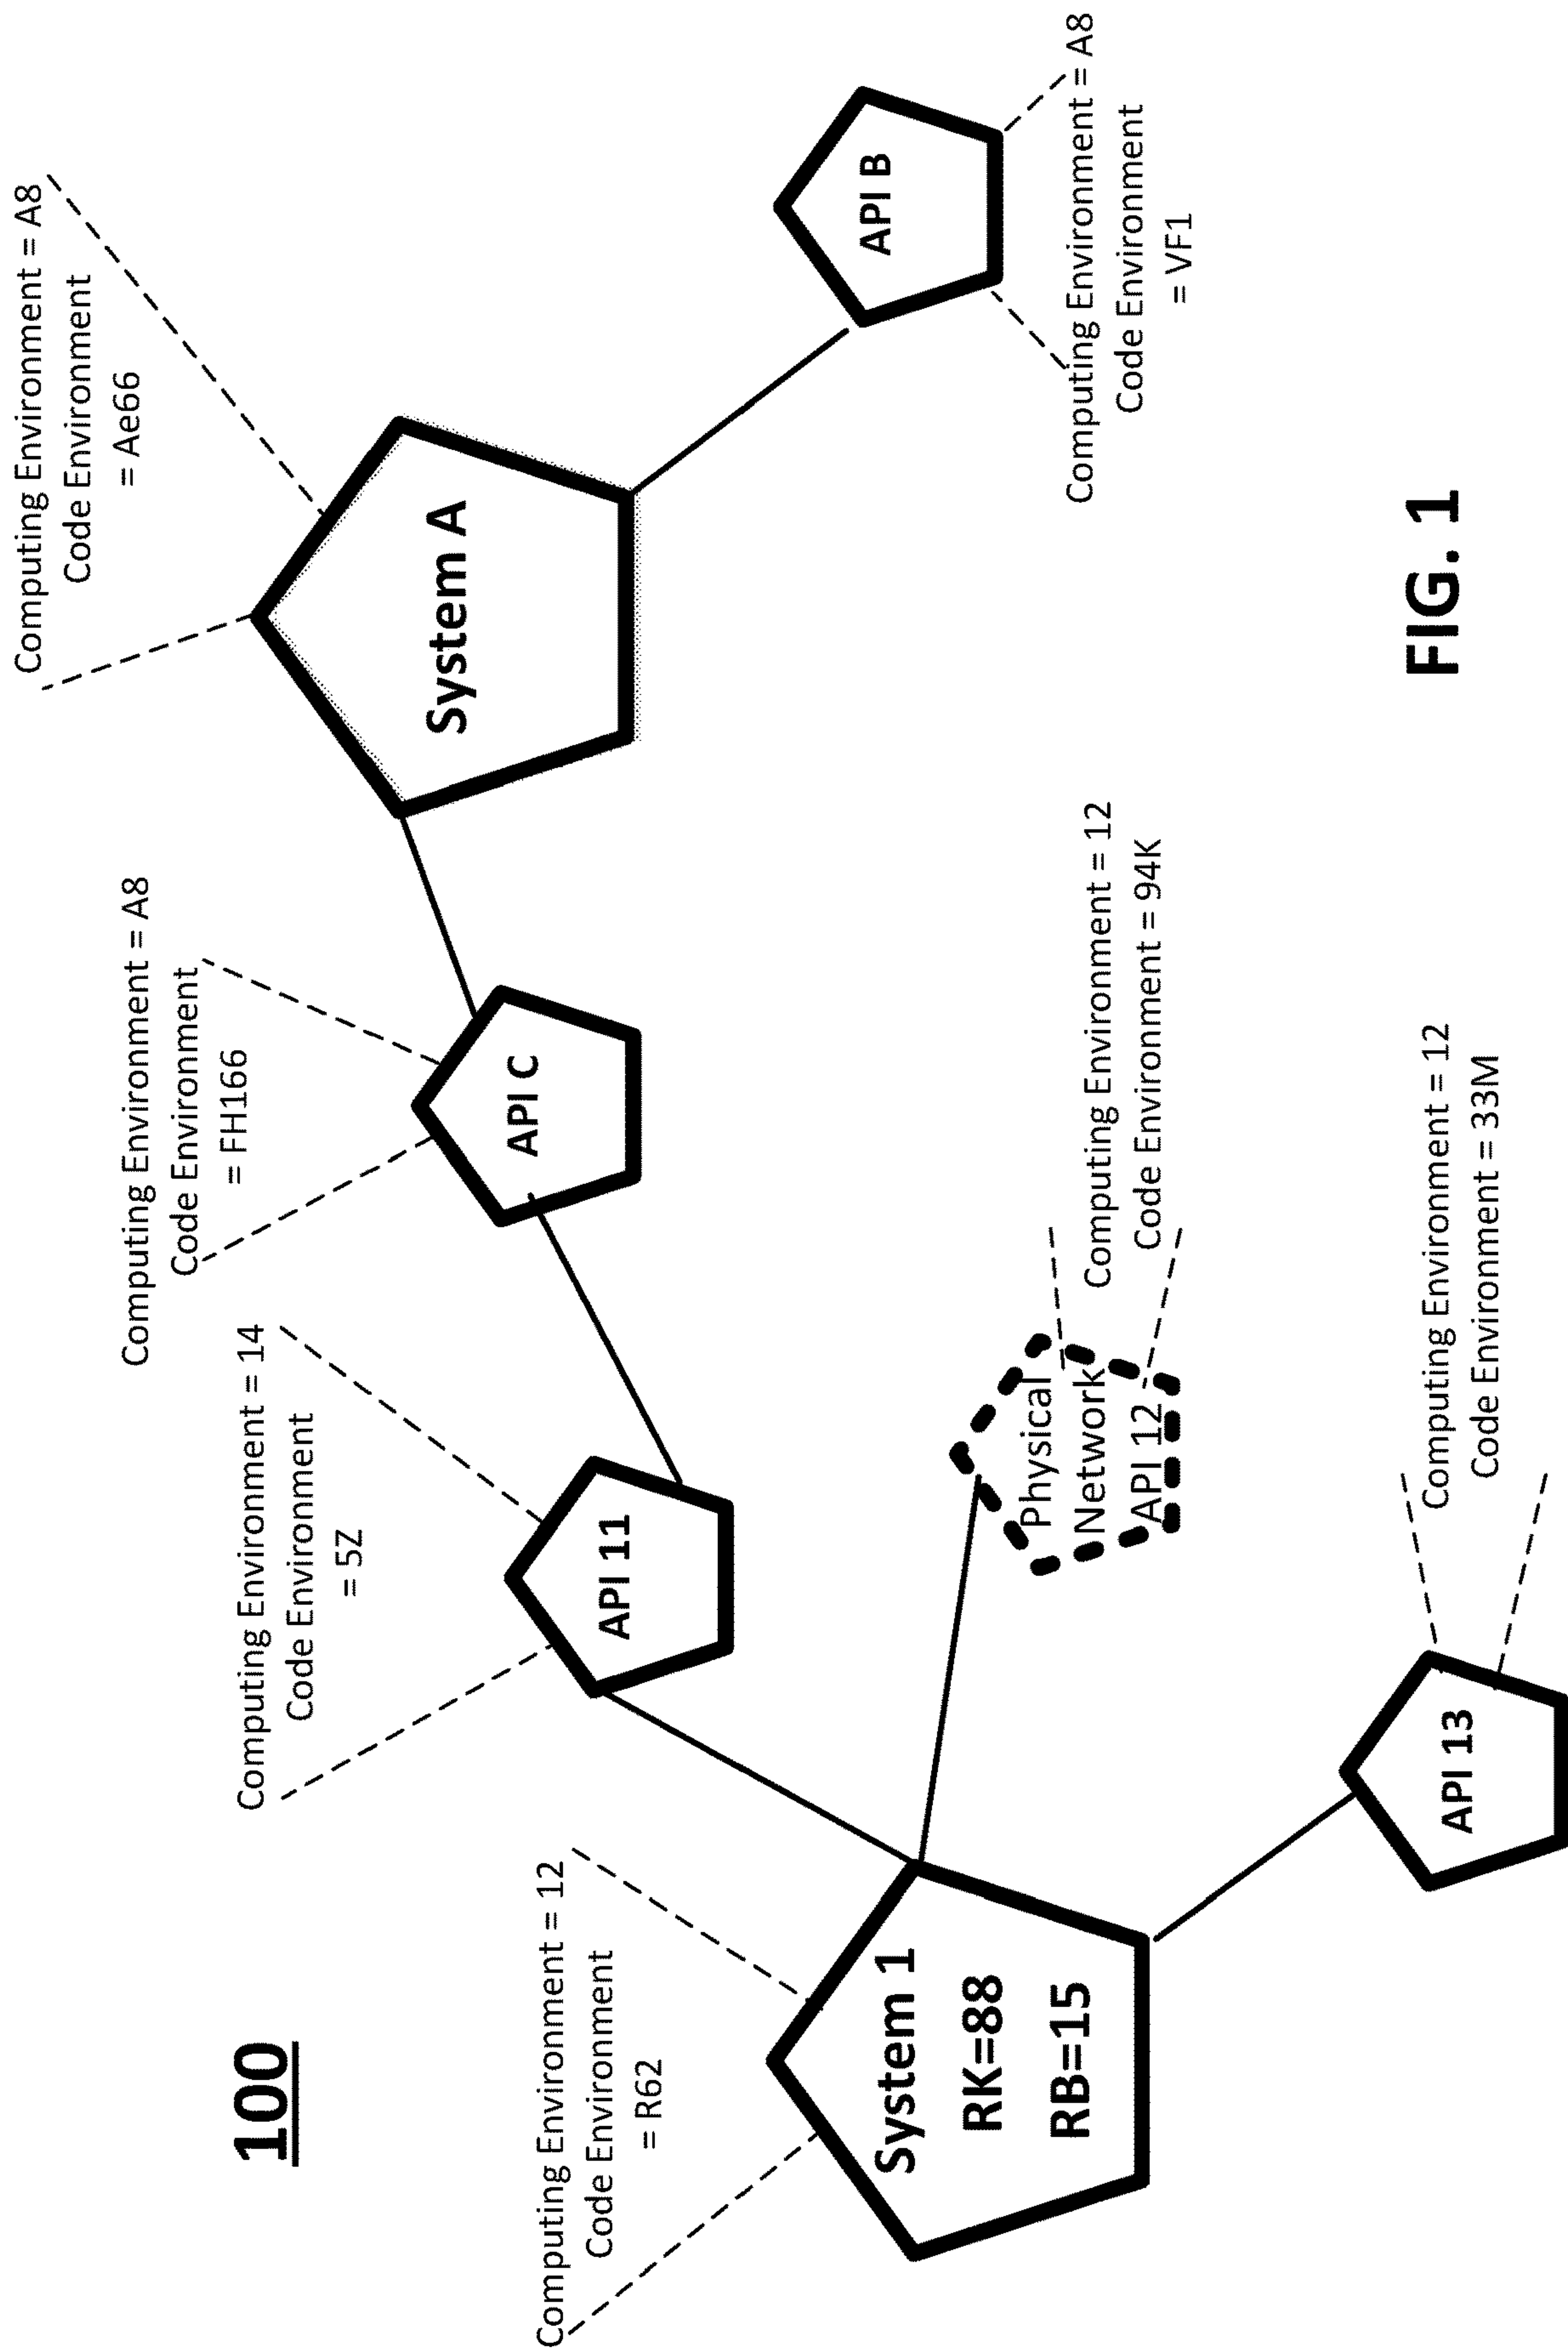 100
Computing Environment = A8
Code Environment
= Ae66
Computing Environment = A8
Code Environment
= FH166
Computing Environment = 14
Code Environment
= 5Z
Computing Environment = 12
Code Environment
= R62
System A
API C
API 11
System 1
RK=88
RB=15
API B
Computing Environment = A8
Code Environment
= VF1
Physical
Network
API 12
Computing Environment = 12
Code Environment = 94K
API 13
Computing Environment = 12
Code Environment = 33M
FIG. 1